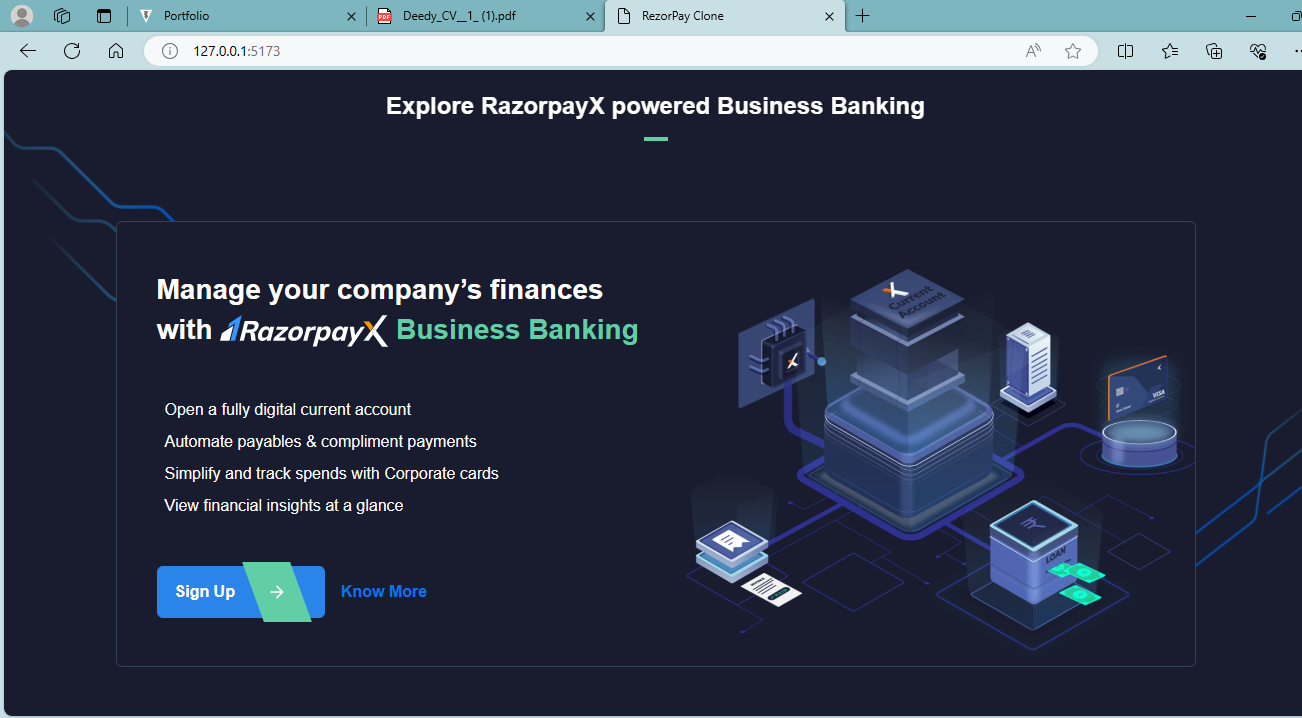 Portfolio
Deedy_CV__1_ (1).pdf
RezorPay Clone
127.0.0.1:5173
Explore RazorpayX powered Business Banking
Manage your company’s finances
with RazorpayX Business Banking
Open a fully digital current account
Automate payables & compliment payments
Simplify and track spends with Corporate cards
View financial insights at a glance
Sign Up
Know More
Current
Account
VISA
LOAN